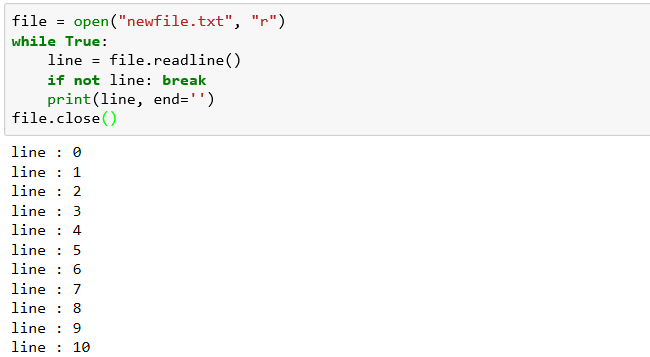 file = open("newfile.txt", "r")
while True:
    line = file.readline()
    if not line: break
    print(line, end='')
file.close()
line : 0
line : 1
line : 2
line : 3
line : 4
line : 5
line : 6
line : 7
line : 8
line : 9
line : 10